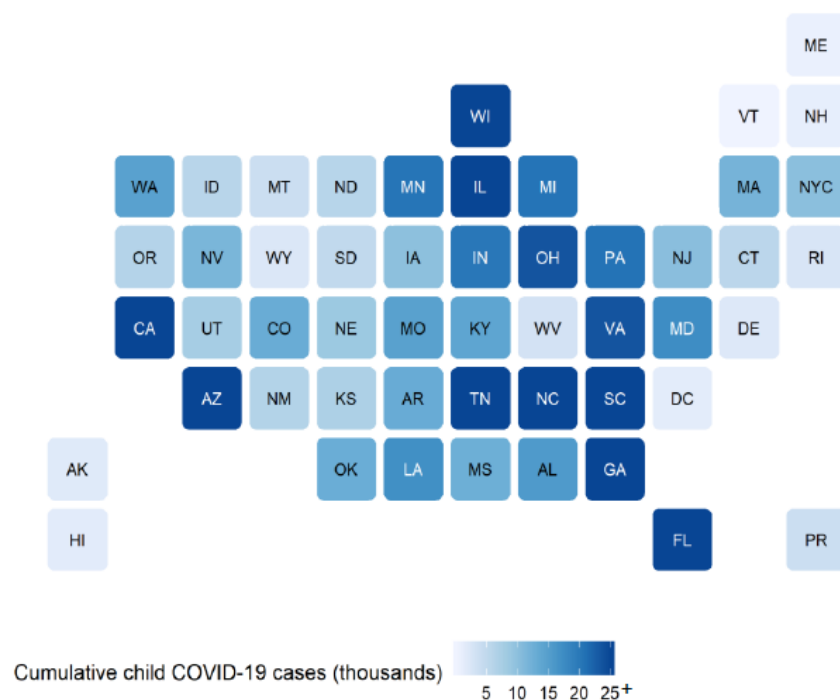 ME
WI VT NH
WA ID MT ND MN IL MI MA NYC
OR NV WY SD IA IN OH PA NJ CT RI
CA UT CO NE MO KY WV VA MD DE
AZ NM KS AR TN NC SC DC
AK OK LA MS AL GA
HI FL PR
Cumulative child COVID-19 cases (thousands)
5 10 15 20 25+